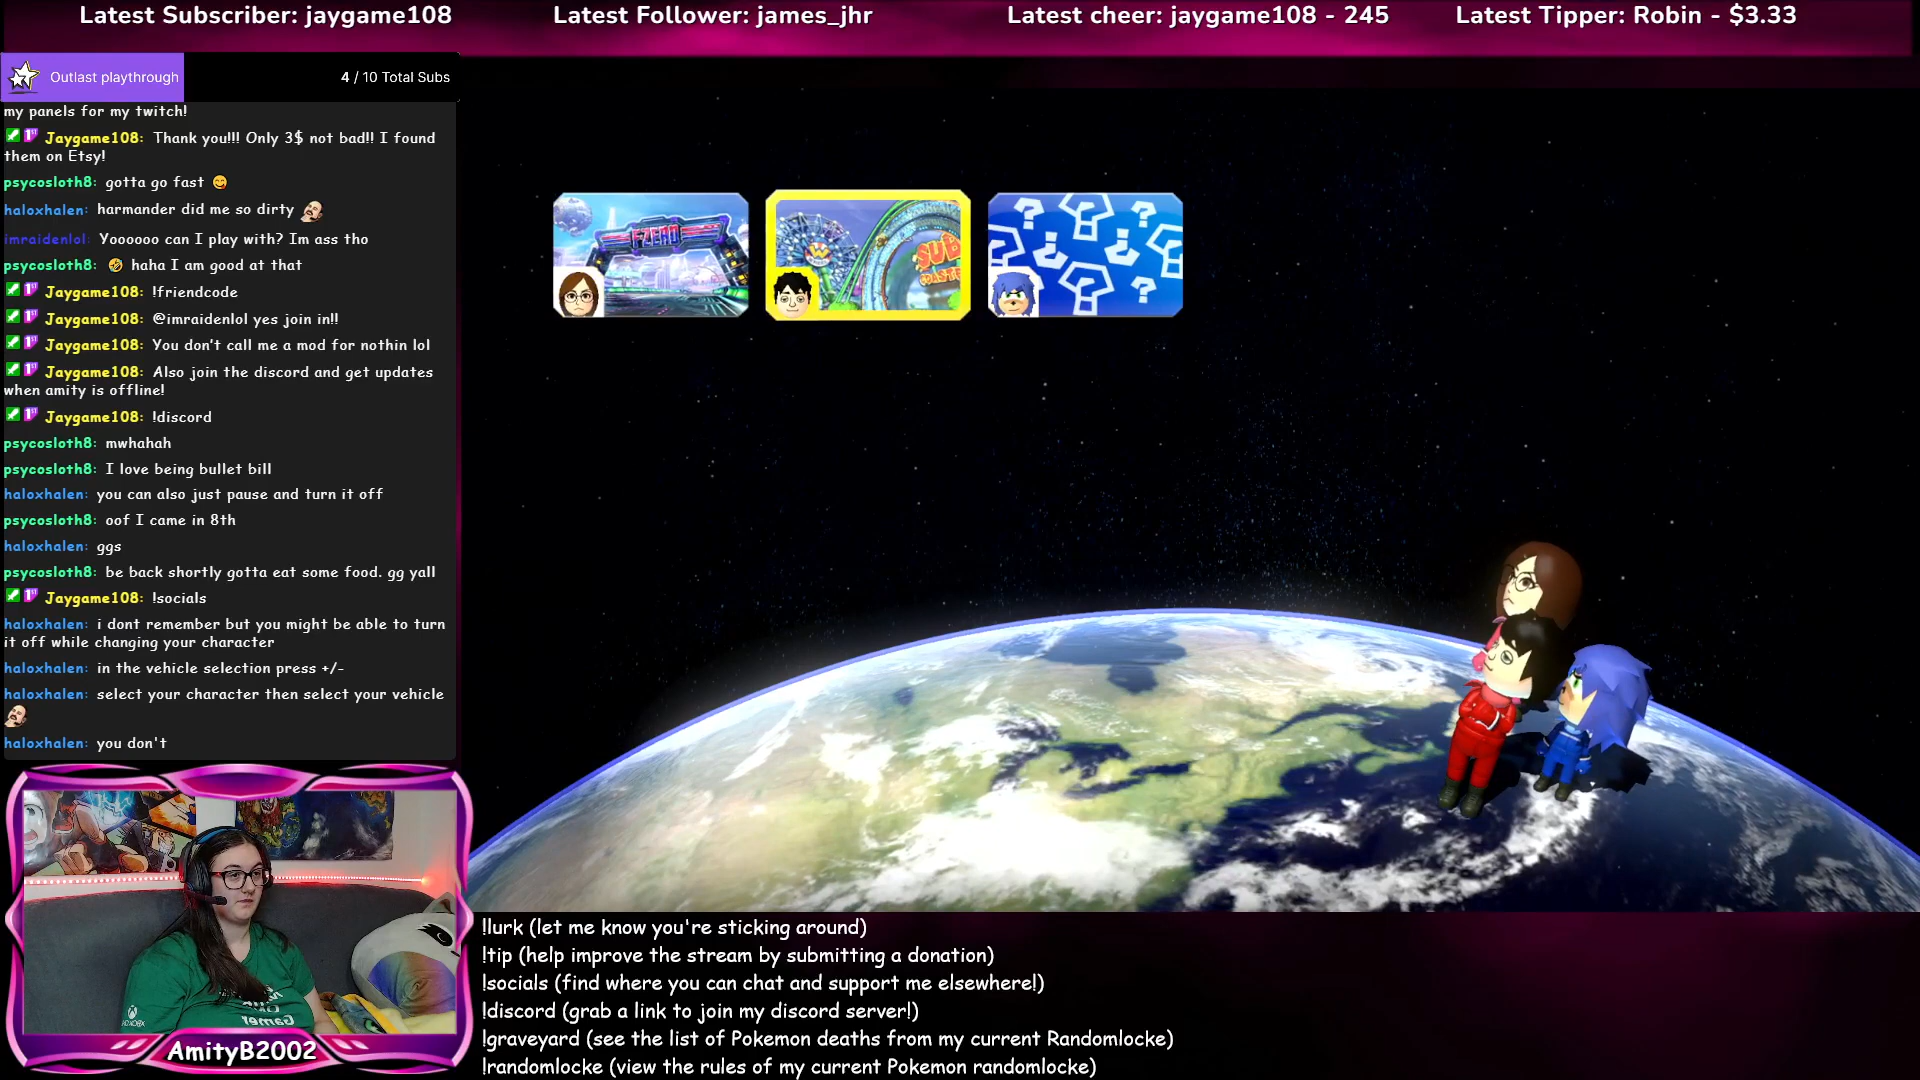 Latest Subscriber: jaygame108
Latest Follower: james_jhr
Latest cheer: jaygame108 - 245
Latest Tipper: Robin - $3.33
Outlast playthrough
4 / 10 Total Subs
my panels for my twitch!
Jaygame108: Thank you!!! Only 3$ not bad!! I found
them on Etsy!
psycosloth8: gotta go fast 😋
haloxhalen: harmander did me so dirty
imraidenlol: Yoooooo can I play with? Im ass tho
psycosloth8: 🤣 haha I am good at that
Jaygame108: !friendcode
Jaygame108: @imraidenlol yes join in!!
Jaygame108: You don't call me a mod for nothin lol
Jaygame108: Also join the discord and get updates
when amity is offline!
Jaygame108: !discord
psycosloth8: mwhahah
psycosloth8: I love being bullet bill
haloxhalen: you can also just pause and turn it off
psycosloth8: oof I came in 8th
haloxhalen: ggs
psycosloth8: be back shortly gotta eat some food. gg yall
Jaygame108: !socials
haloxhalen: i dont remember but you might be able to turn
it off while changing your character
haloxhalen: in the vehicle selection press +/-
haloxhalen: select your character then select your vehicle
haloxhalen: you don't
F-ZERO
W
? ? ? ? ? ? ? ?
XBOX
Gamer
AmityB2002
!lurk (let me know you're sticking around)
!tip (help improve the stream by submitting a donation)
!socials (find where you can chat and support me elsewhere!)
!discord (grab a link to join my discord server!)
!graveyard (see the list of Pokemon deaths from my current Randomlocke)
!randomlocke (view the rules of my current Pokemon randomlocke)